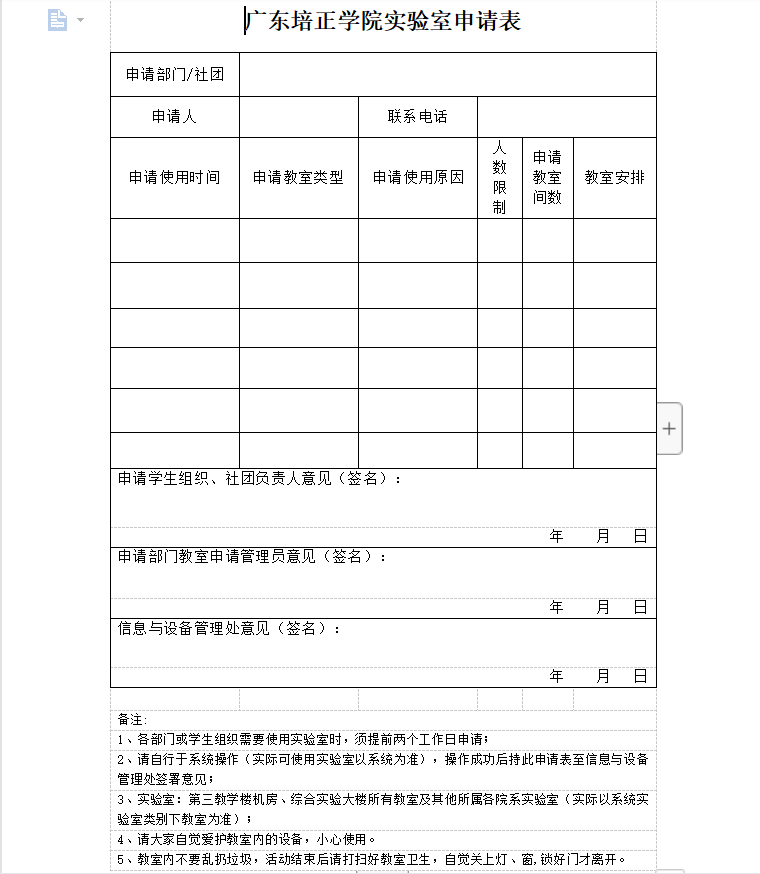 广东培正学院实验室申请表
申请部门/社团
申请人 联系电话
申请使用时间 申请教室类型 申请使用原因 人数限制 申请教室间数 教室安排
申请学生组织、社团负责人意见（签名）：
年 月 日
申请部门教室申请管理员意见（签名）：
年 月 日
信息与设备管理处意见（签名）：
年 月 日
备注:
1、各部门或学生组织需要使用实验室时，须提前两个工作日申请；
2、请自行于系统操作（实际可使用实验室以系统为准），操作成功后持此申请表至信息与设备
管理处签署意见；
3、实验室：第三教学楼机房、综合实验大楼所有教室及其他所属各院系实验室（实际以系统实
验室类别下教室为准）；
4、请大家自觉爱护教室内的设备，小心使用。
5、教室内不要乱扔垃圾，活动结束后请打扫好教室卫生，自觉关上灯、窗,锁好门才离开。